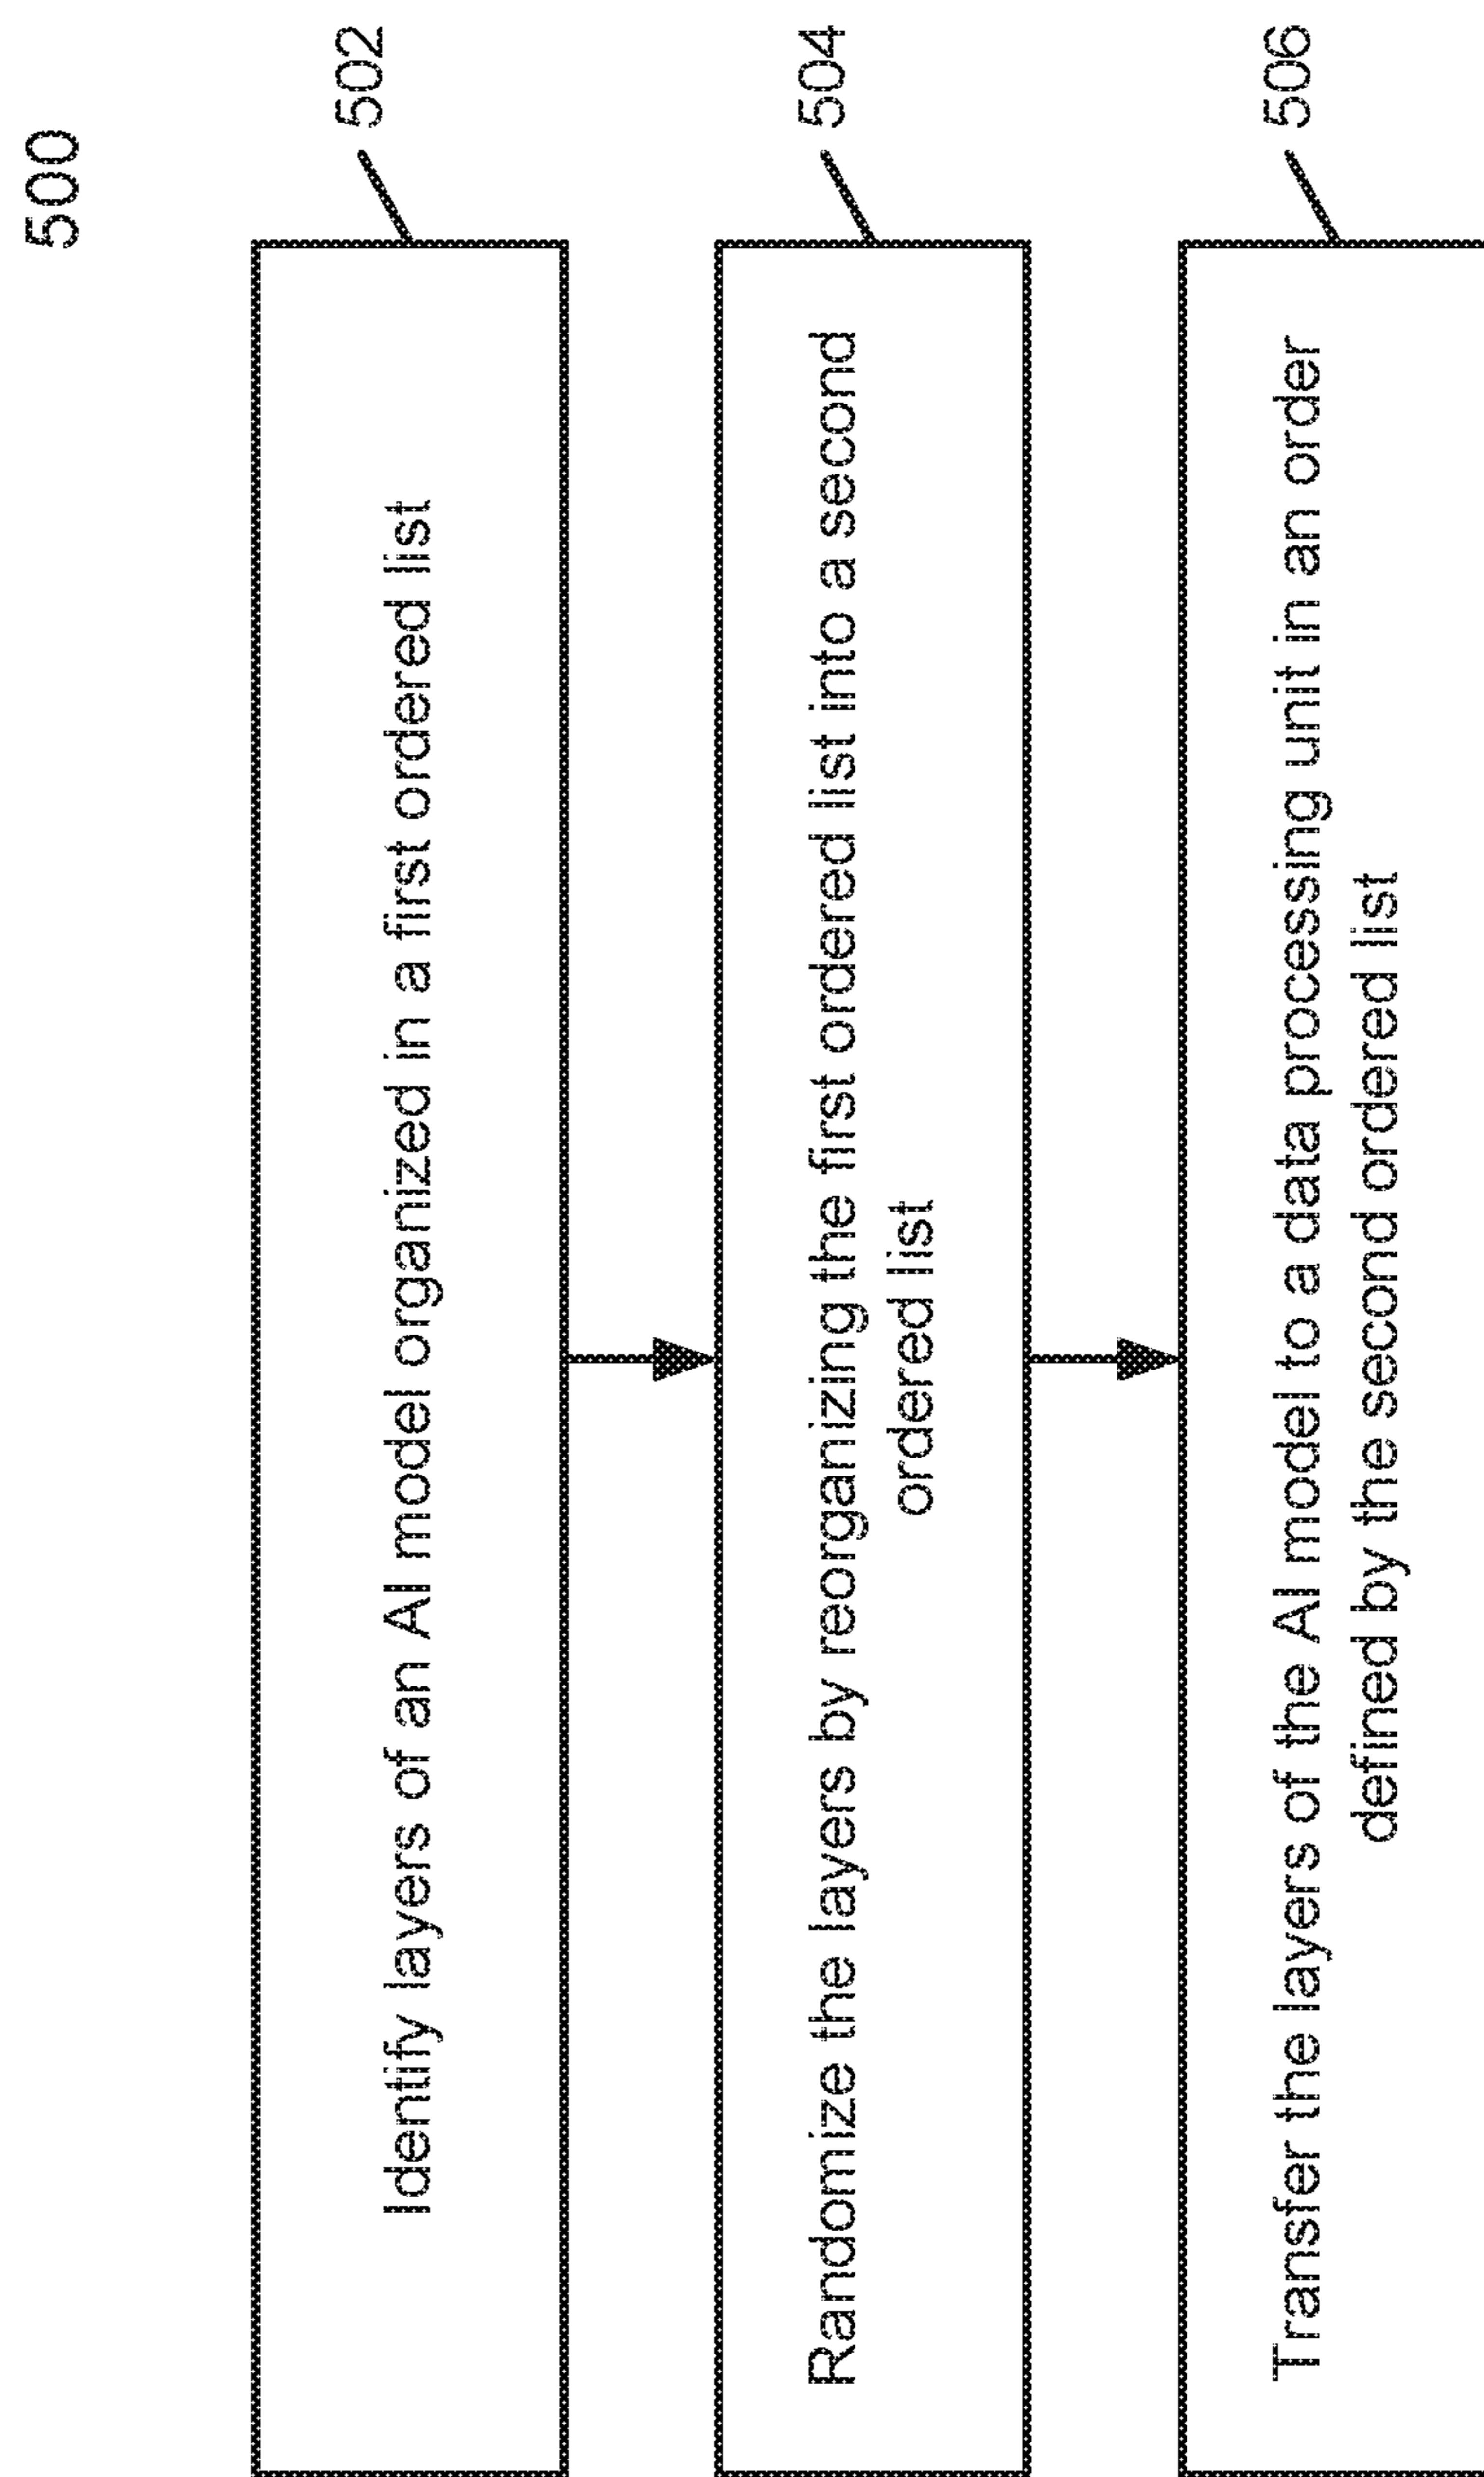 500
502
Identify layers of an AI model organized in a first ordered list
504
Randomize the layers by reorganizing the first ordered list into a second
ordered list
506
Transfer the layers of the AI model to a data processing unit in an order
defined by the second ordered list